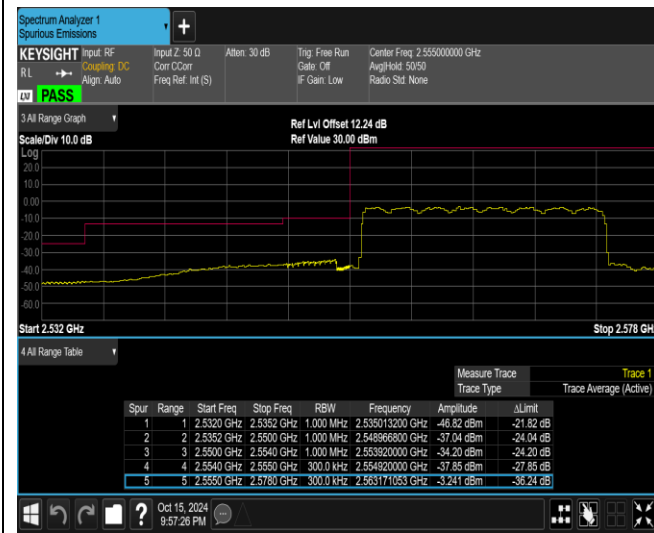 Spectrum Analyzer 1
Spurious Emissions
KEYSIGHT Input: RF Input Z: 50 Ω Atten: 30 dB Trig: Free Run Center Freq: 2.555000000 GHz
RL Coupling: DC Corr CCorr Gate: Off Avg|Hold: 50/50
Align: Auto Freq Ref: Int (S) IF Gain: Low Radio Std: None
LXI PASS
3 All Range Graph
Ref Lvl Offset 12.24 dB
Scale/Div 10.0 dB Ref Value 30.00 dBm
Log
20.0
10.0
0.00
-10.0
-20.0
-30.0
-40.0
-50.0
-60.0
Start 2.532 GHz Stop 2.578 GH
4 All Range Table
Measure Trace Trace 1
Trace Type Trace Average (Active)
Spur Range Start Freq Stop Freq RBW Frequency Amplitude ΔLimit
1 1 2.5320 GHz 2.5352 GHz 1.000 MHz 2.535013200 GHz -46.82 dBm -21.82 dB
2 2 2.5352 GHz 2.5500 GHz 1.000 MHz 2.548966800 GHz -37.04 dBm -24.04 dB
3 3 2.5500 GHz 2.5540 GHz 1.000 MHz 2.553920000 GHz -34.20 dBm -24.20 dB
4 4 2.5540 GHz 2.5550 GHz 300.0 kHz 2.554920000 GHz -37.85 dBm -27.85 dB
5 5 2.5550 GHz 2.5780 GHz 300.0 kHz 2.563171053 GHz -3.241 dBm -36.24 dB
Oct 15, 2024
9:57:26 PM